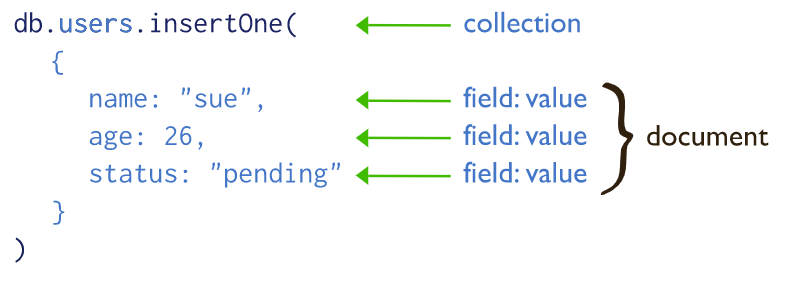 db.users.insertOne( collection
{
name: "sue", field: value
age: 26, field: value
status: "pending" field: value
} document
)